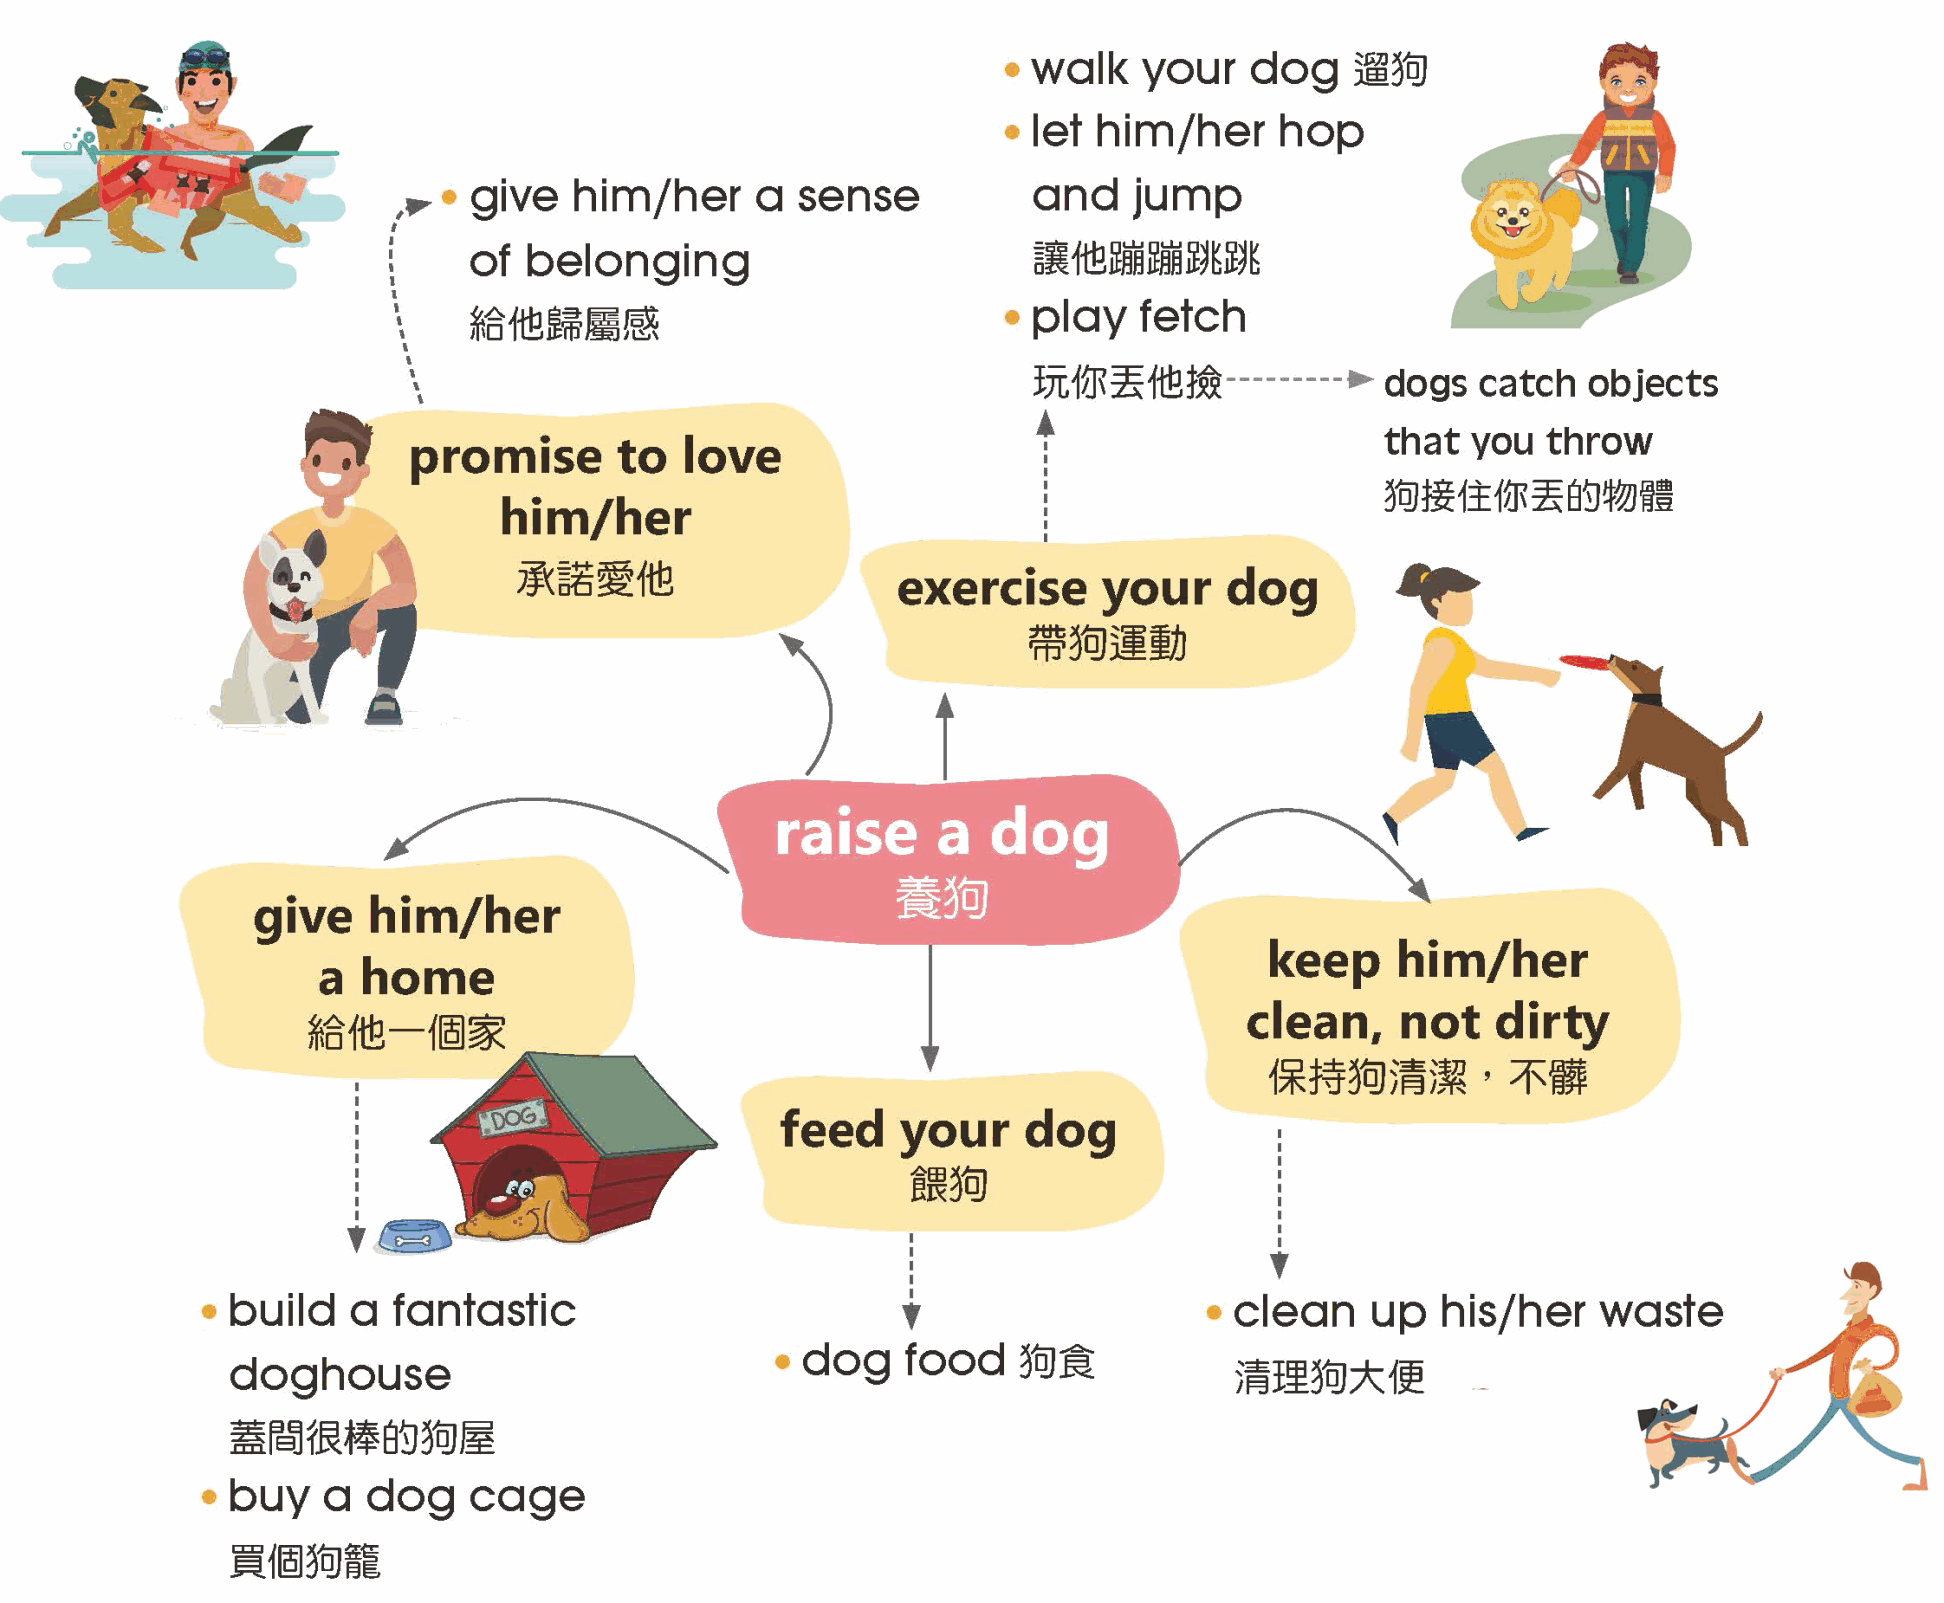 • give him/her a sense
of belonging
給他歸屬感
• walk your dog 遛狗
• let him/her hop
and jump
讓他蹦蹦跳跳
• play fetch
玩你丟他撿
dogs catch objects
that you throw
狗接住你丟的物體
promise to love
him/her
承諾愛他
exercise your dog
帶狗運動
raise a dog
養狗
give him/her
a home
給他一個家
DOG
keep him/her
clean, not dirty
保持狗清潔，不髒
feed your dog
餵狗
• build a fantastic
doghouse
蓋間很棒的狗屋
• buy a dog cage
買個狗籠
• dog food 狗食
• clean up his/her waste
清理狗大便